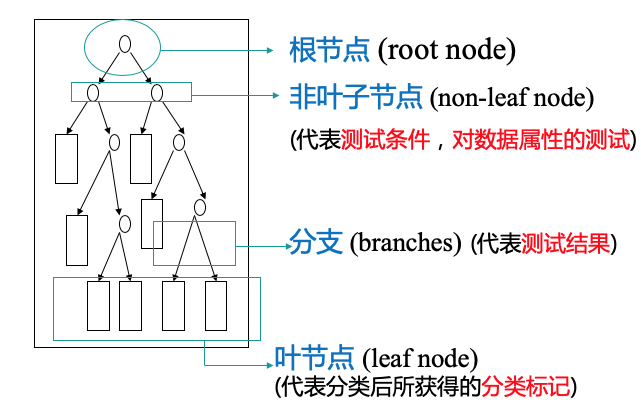 根节点 (root node)
非叶子节点 (non-leaf node)
(代表测试条件，对数据属性的测试)
分支 (branches) (代表测试结果)
叶节点 (leaf node)
(代表分类后所获得的分类标记)